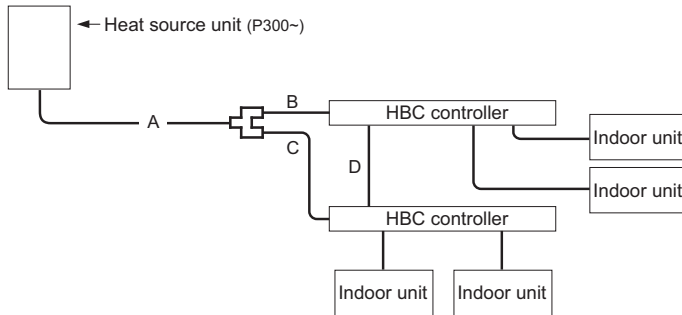 Heat source unit (P300~)
A
B
C
D
HBC controller
Indoor unit
Indoor unit
HBC controller
Indoor unit
Indoor unit